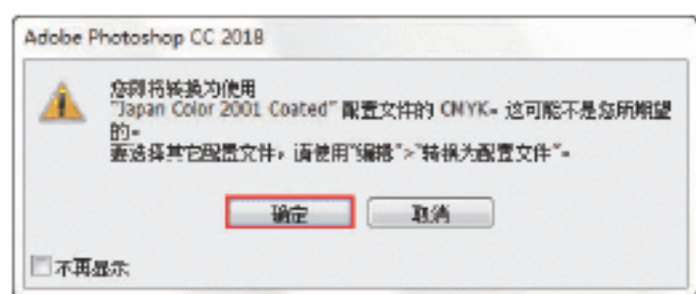 Adobe Photoshop CC 2018
您即将转换为使用
"Japan Color 2001 Coated" 配置文件的 CMYK。这可能不是您所期望
的。
要选择其它配置文件，请使用"编辑">"转换为配置文件"。
确定 取消
不再显示